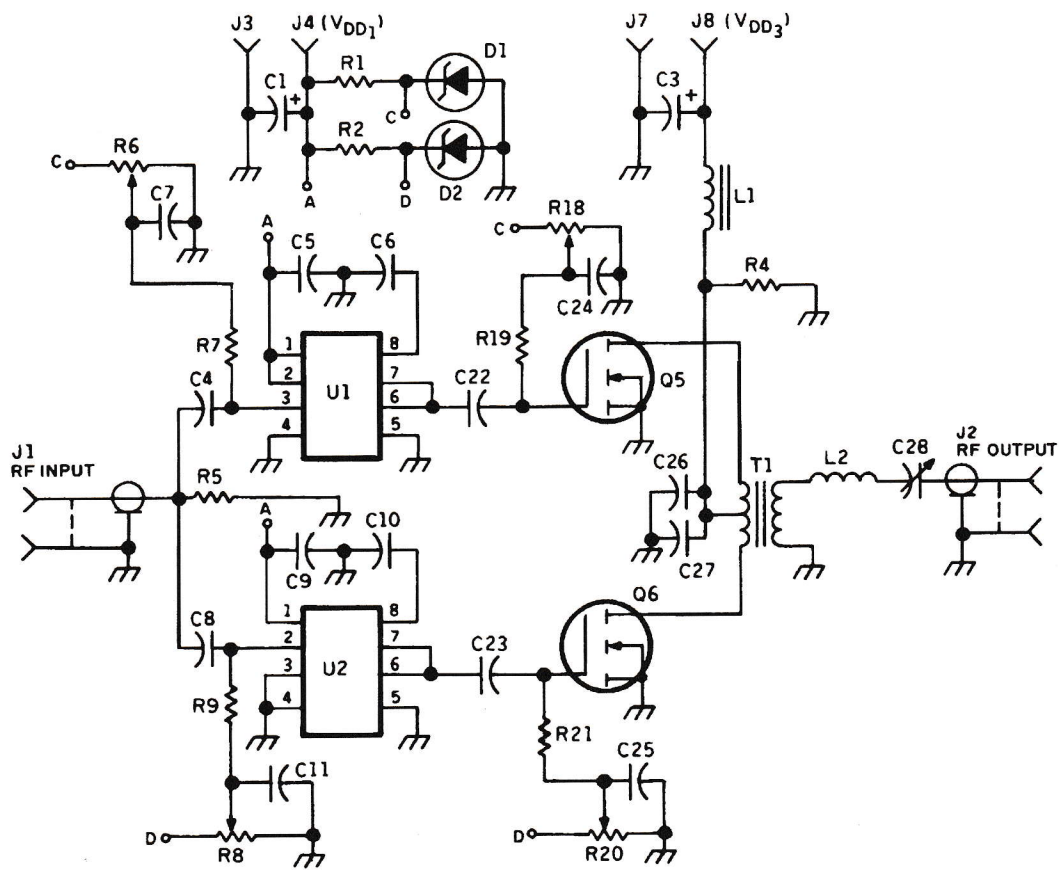 J3 J4 (VDD1) J7 J8 (VDD3)
D1
R1
C1 + C3 +
C
R2
R6
C D2 L1
A D R18
C7 C
A
C5 C6
R4
C24
R7 R19
1 8
C4 2 7 C22 Q5
3 U1 6
4 5
J1
RF INPUT
R5
C26 T1 L2 C28 J2
RF OUTPUT
A
C10
C9 C27
Q6
C8 1 8
2 7 C23
3 U2 6
R9 4 5
R21
C25
C11
D R8
D R20